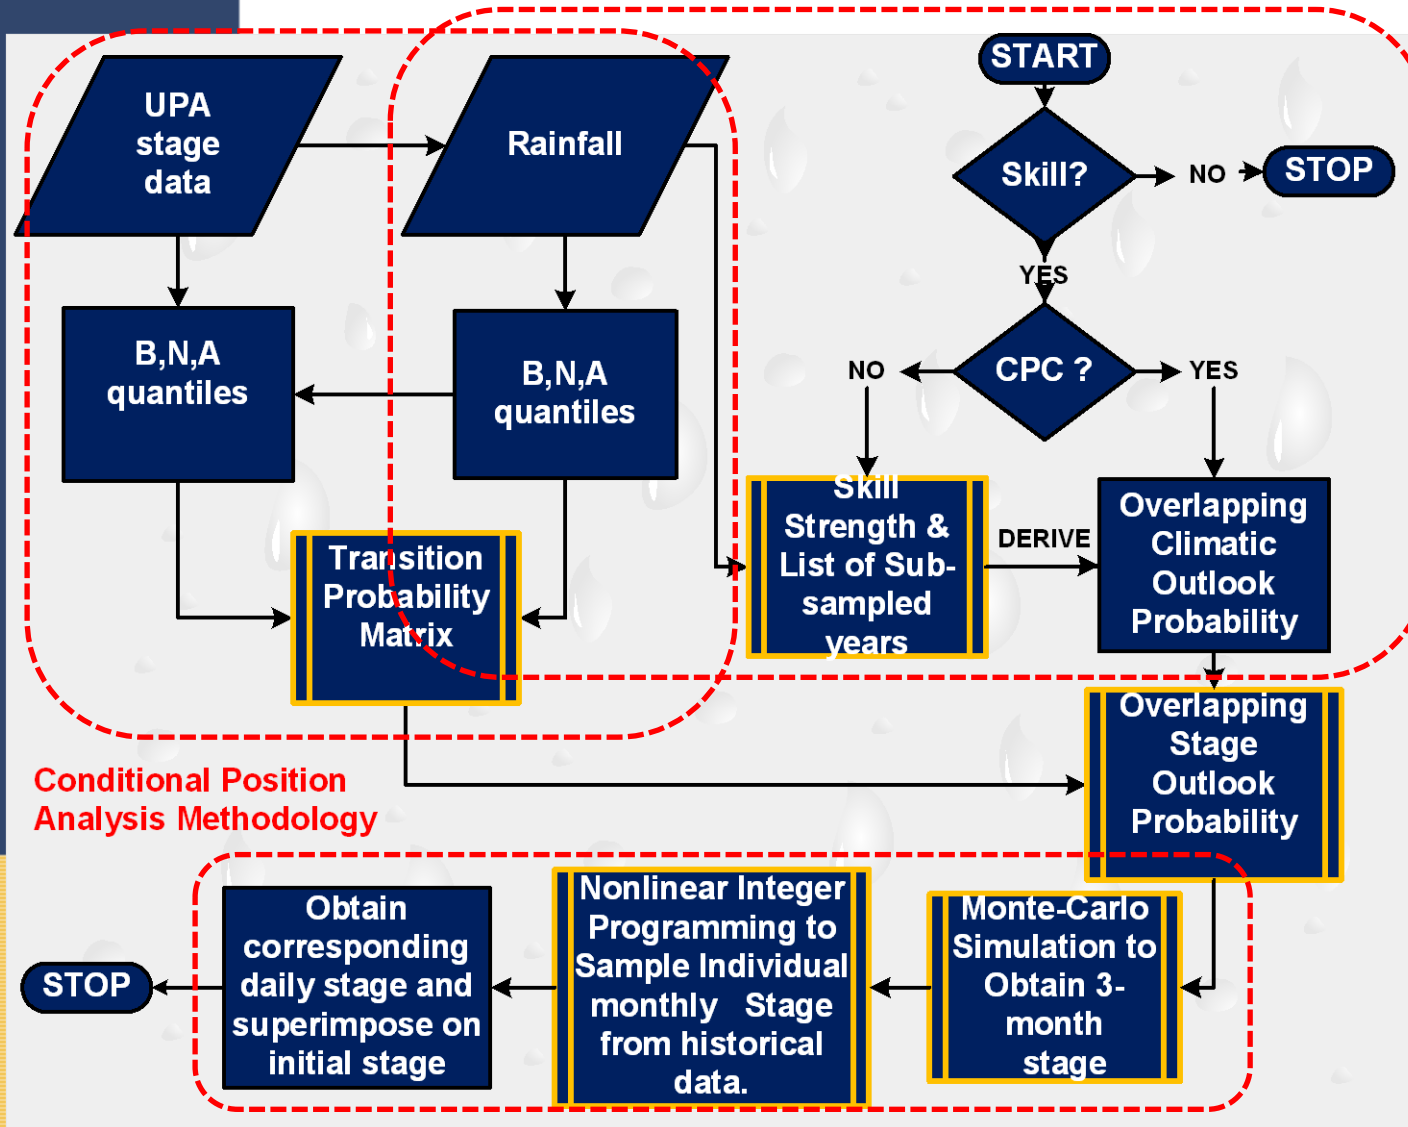 UPA
stage
data
Rainfall
START
Skill?
NO
STOP
YES
CPC ?
NO
YES
B,N,A
quantiles
B,N,A
quantiles
Transition
Probability
Matrix
Skill
Strength &
List of Sub-
sampled
years
DERIVE
Overlapping
Climatic
Outlook
Probability
Overlapping
Stage
Outlook
Probability
Conditional Position
Analysis Methodology
Monte-Carlo
Simulation to
Obtain 3-
month
stage
Nonlinear Integer
Programming to
Sample Individual
monthly Stage
from historical
data.
Obtain
corresponding
daily stage and
superimpose on
initial stage
STOP